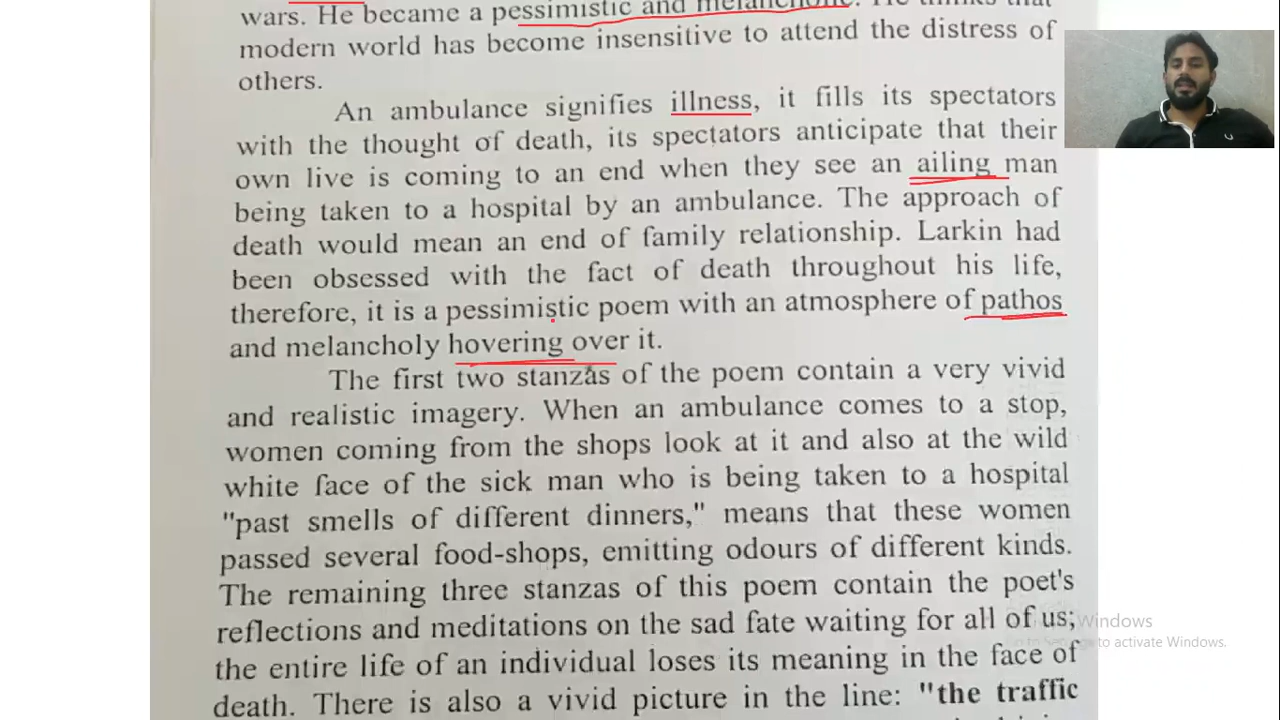 wars. He became a pessimistic and melancholic. He thinks that
modern world has become insensitive to attend the distress of
others.
An ambulance signifies illness, it fills its spectators
with the thought of death, its spectators anticipate that their
own live is coming to an end when they see an ailing man
being taken to a hospital by an ambulance. The approach of
death would mean an end of family relationship. Larkin had
been obsessed with the fact of death throughout his life,
therefore, it is a pessimistic poem with an atmosphere of pathos
and melancholy hovering over it.
The first two stanzas of the poem contain a very vivid
and realistic imagery. When an ambulance comes to a stop,
women coming from the shops look at it and also at the wild
white face of the sick man who is being taken to a hospital
"past smells of different dinners," means that these women
passed several food-shops, emitting odours of different kinds.
The remaining three stanzas of this poem contain the poet's
reflections and meditations on the sad fate waiting for all of us;
the entire life of an individual loses its meaning in the face of
death. There is also a vivid picture in the line: "the traffic
Windows
to activate Windows.